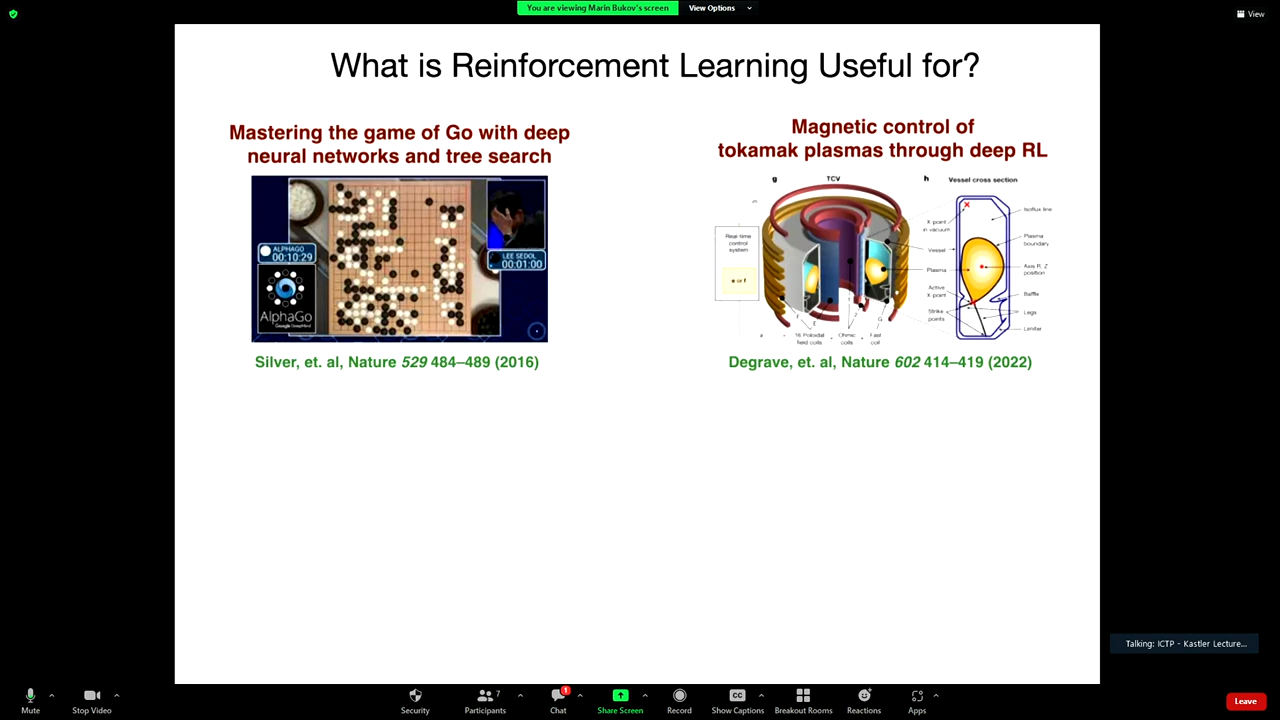 You are viewing Marin Bukov's screen
View Options
View
What is Reinforcement Learning Useful for?
Mastering the game of Go with deep
neural networks and tree search
ALPHAGO
00:10:29
AlphaGo
Google DeepMind
LEE SEDOL
00:01:00
Silver, et. al, Nature 529 484–489 (2016)
Magnetic control of
tokamak plasmas through deep RL
g
TCV
h
Vessel cross section
Real-time
control
system
e or f
X point
in vacuum
Vessel
Plasma
Active
X point
Strike
points
Isoflux line
Plasma
boundary
Axis R, Z
position
Baffle
Legs
Limiter
16 Poloidal
field coils
Ohmic
coils
Fast
coil
Degrave, et. al, Nature 602 414–419 (2022)
Talking: ICTP - Kastler Lecture...
Mute
Stop Video
Security
7
Participants
1
Chat
Share Screen
Record
CC
Show Captions
Breakout Rooms
Reactions
Apps
Leave